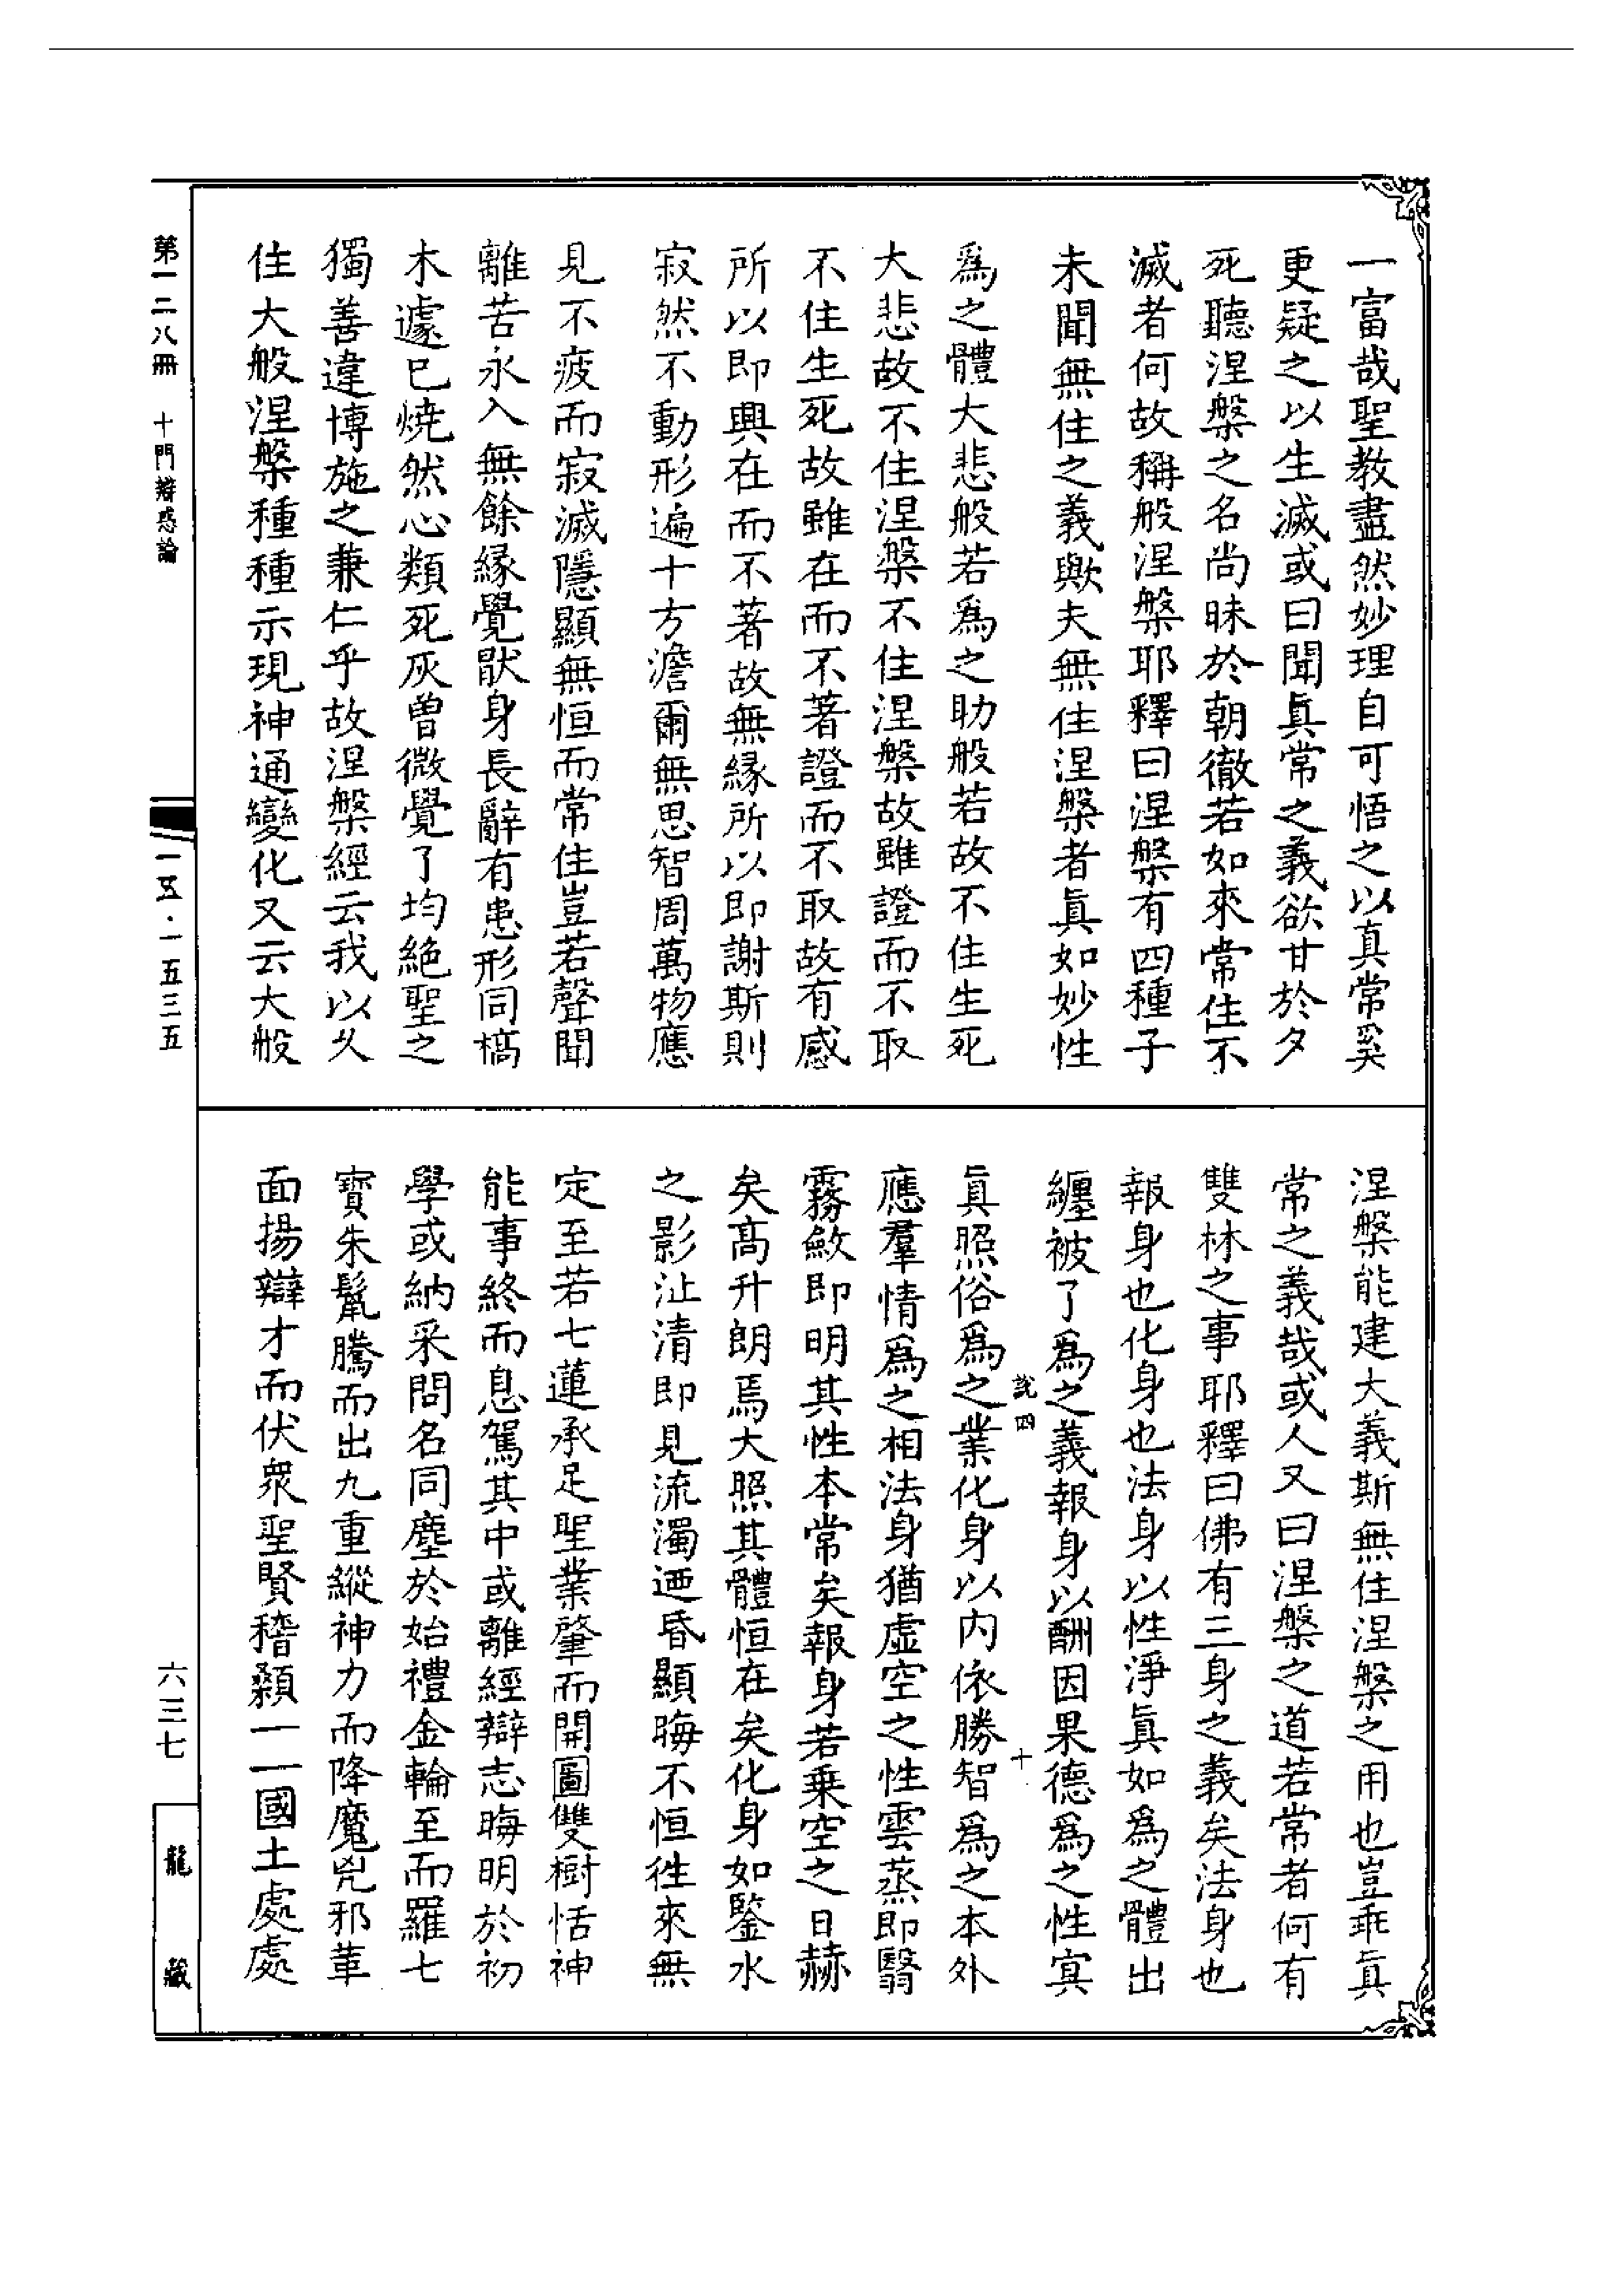 一富哉聖教盡然妙理自可悟之以真常奚
更疑之以生滅或曰聞眞常之義欲甘於夕
死聽涅槃之名尚昧於朝徹若如來常住不
滅者何故稱般涅槃耶釋曰涅槃有四種子
未聞無住之義歟夫無住涅槃者眞如妙性
爲之體大悲般若爲之助般若故不住生死
大悲故不住涅槃不住涅槃故雖證而不取
不住生死故雖在而不著證而不取故有感
所以即興在而不著故無緣所以即謝斯則
寂然不動形遍十方澹爾無思智周萬物應
見不疲而寂滅隱顯無恒而常住豈若聲聞
離苦永入無餘緣覺猒身長辭有患形同槁
木遽已燒然心類死灰曾微覺了均絕聖之
獨善違博施之兼仁乎故涅槃經云我以久
住大般涅槃種種示現神通變化又云大般
涅槃能建大義斯無住涅槃之用也豈乖眞
常之義哉或人又曰涅槃之道若常者何有
雙林之事耶釋曰佛有三身之義矣法身也
報身也化身也法身以性淨眞如爲之體出
纏被了爲之義報身以酬因果德爲之性冥
眞照俗爲之業化身以内依勝智爲之本外
應羣情爲之相法身猶虛空之性雲蒸即翳
霧斂即明其性本常矣報身若乗空之日赫
矣髙升朗焉大照其體恒在矣化身如鑒水
之影沚清即見流濁迺昏顯晦不恒徃來無
定至若七蓮承足聖業肇而開圖雙樹恬神
能事終而息駕其中或離經辯志晦明於初
學或納采問名同塵於始禮金輪至而羅七
寳朱鬣騰而出九重縱神力而降魔兇邪革
面揚辯才而伏衆聖賢稽顙一一國土處處
說四
十
第一二八冊 十門辯惑論
一五·一五三五
六三七
龍藏